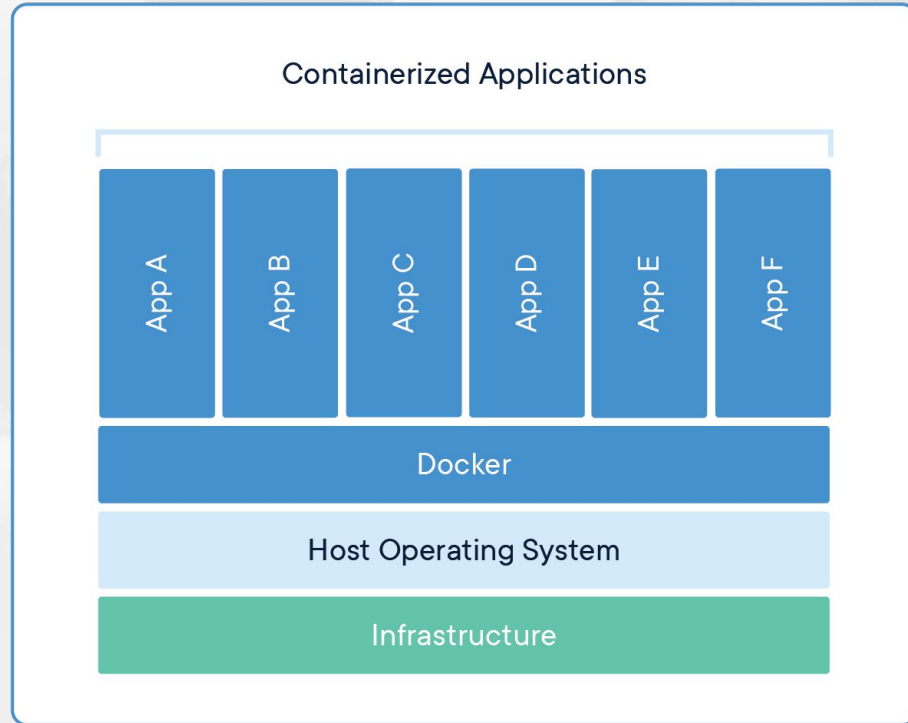 Containerized Applications
App A
App B
App C
App D
App E
App F
Docker
Host Operating System
Infrastructure